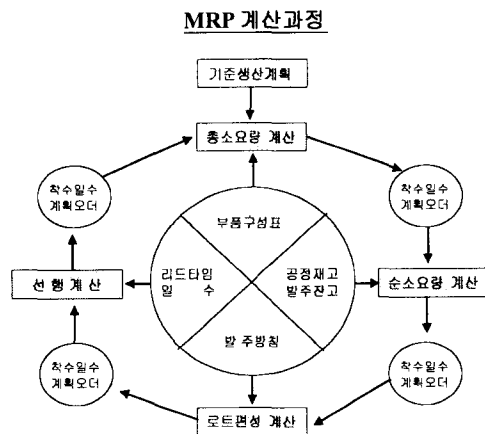 MRP 계산과정
기준생산계획
총소요량 계산
착수일수
계획오더
착수일수
계획오더
부품구성표
리드타임
일 수
공정재고
발주잔고
선 행 계 산
순소요량 계산
발 주방침
착수일수
계획오더
착수일수
계획오더
로트편성 계산